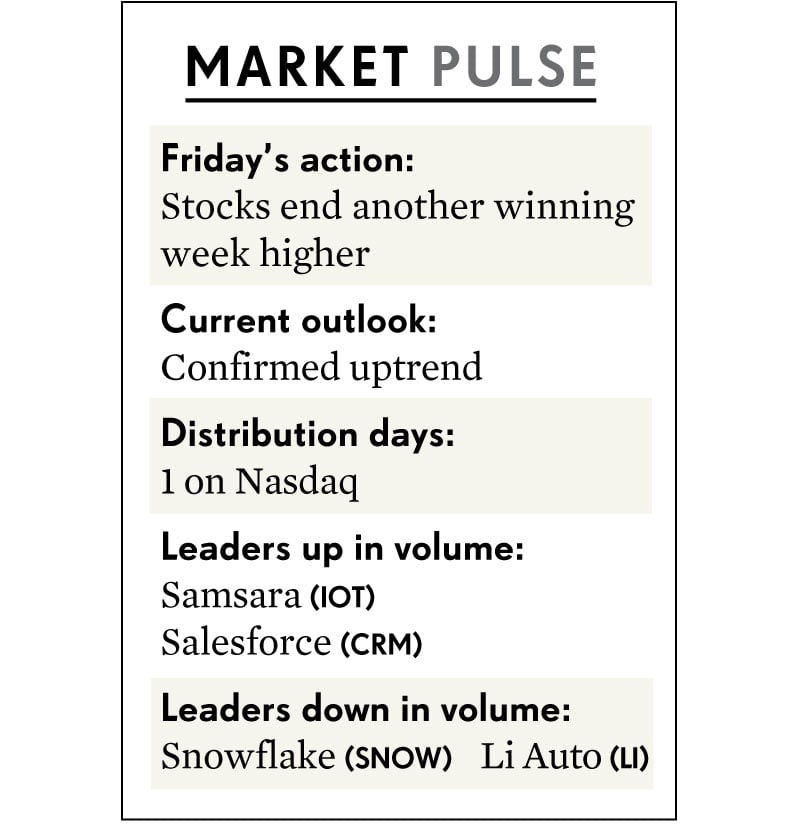 MARKET PULSE
Friday’s action:
Stocks end another winning
week higher
Current outlook:
Confirmed uptrend
Distribution days:
1 on Nasdaq
Leaders up in volume:
Samsara (IOT)
Salesforce (CRM)
Leaders down in volume:
Snowflake (SNOW) Li Auto (LI)